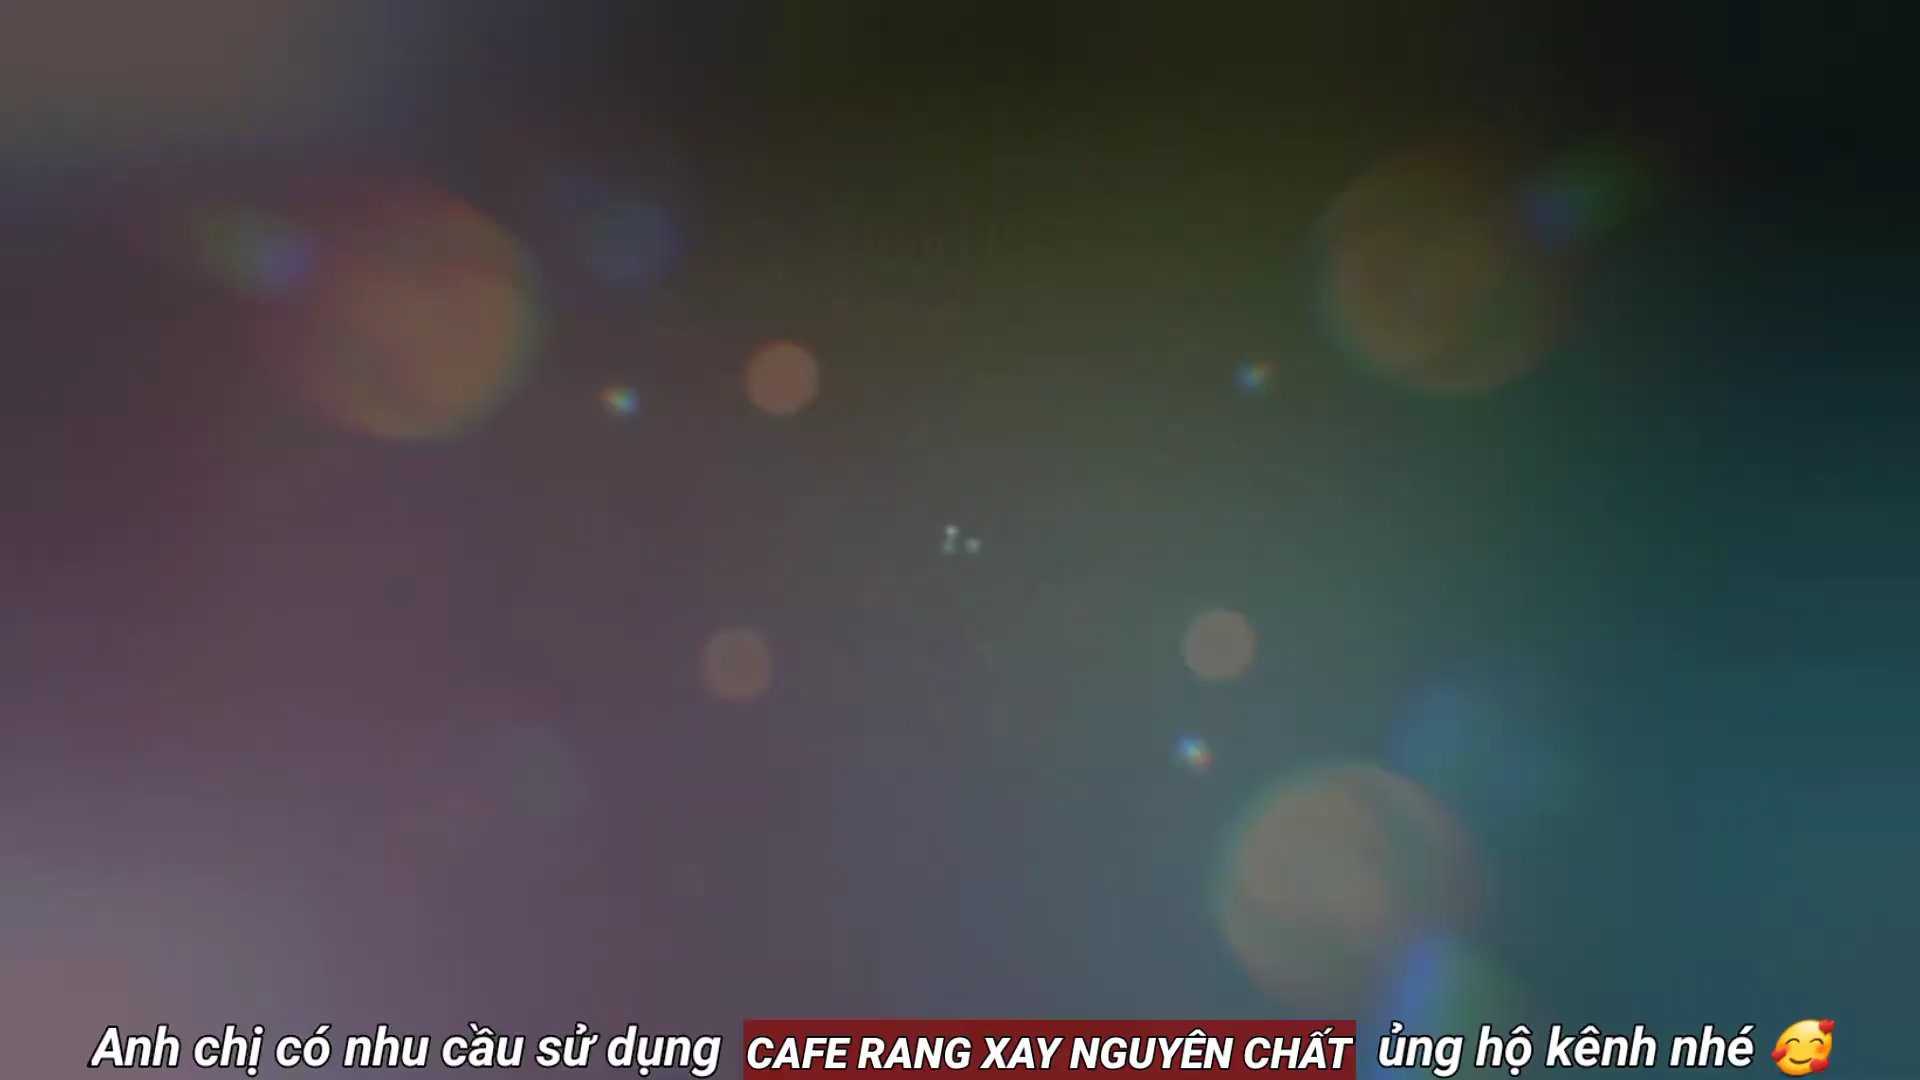 Anh chị có nhu cầu sử dụng CAFE RANG XAY NGUYÊN CHẤT ủng hộ kênh nhé 🥰